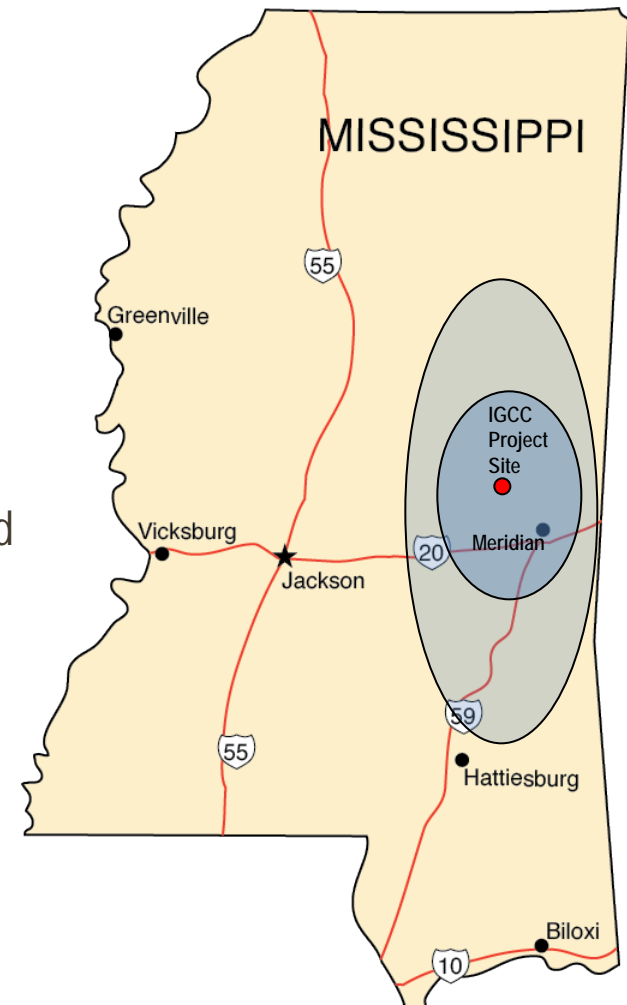 MISSISSIPPI
55
Greenville
IGCC
Project
Site
d
Vicksburg
Meridian
20
Jackson
59
55
Hattiesburg
Biloxi
10